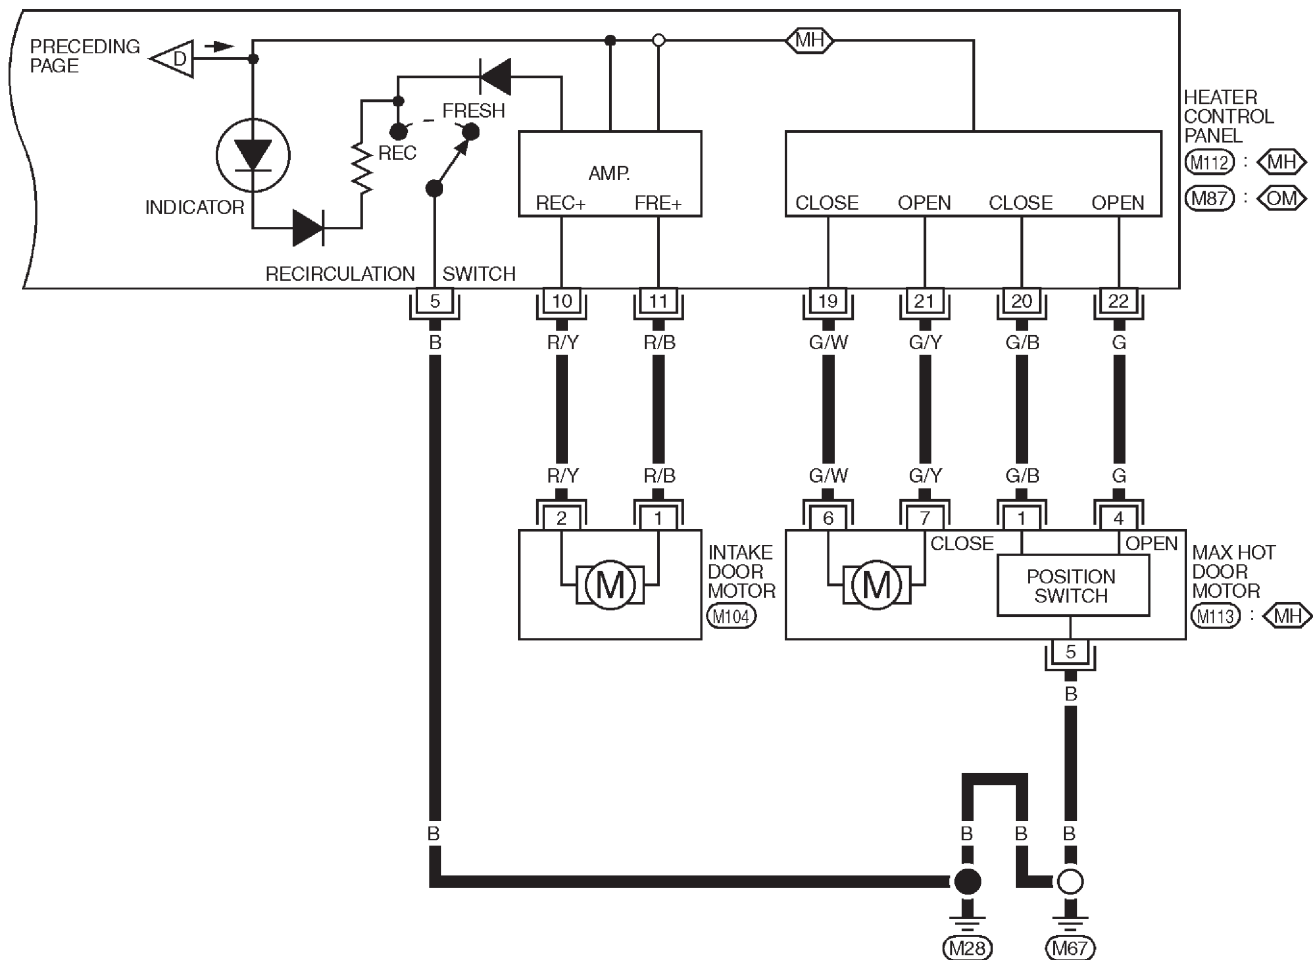 PRECEDING
PAGE
D
MH
FRESH
REC
INDICATOR
AMP.
REC+
FRE+
CLOSE
OPEN
CLOSE
OPEN
HEATER
CONTROL
PANEL
M112 : MH
M87 : OM
RECIRCULATION SWITCH
5
10
11
19
21
20
22
B
R/Y
R/B
G/W
G/Y
G/B
G
R/Y
R/B
G/W
G/Y
G/B
G
2
1
6
7
1
4
CLOSE
OPEN
M
M
POSITION
SWITCH
INTAKE
DOOR
MOTOR
M104
MAX HOT
DOOR
MOTOR
M113 : MH
5
B
B
B
B
B
M28
M67